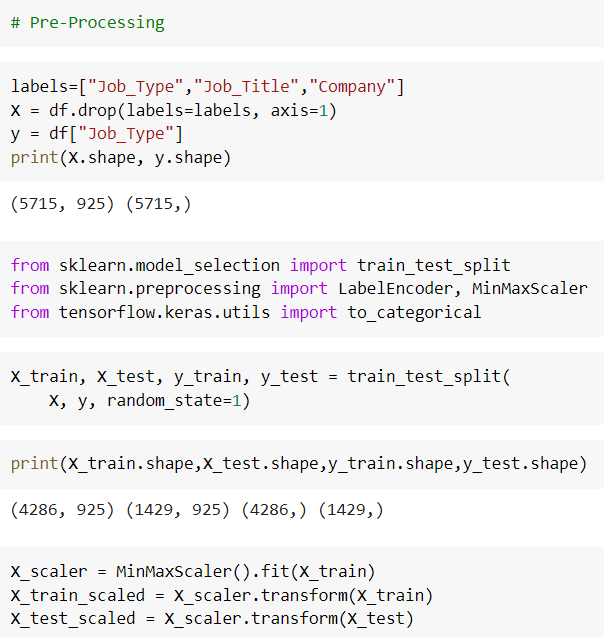 # Pre-Processing
labels=["Job_Type","Job_Title","Company"]
X = df.drop(labels=labels, axis=1)
y = df["Job_Type"]
print(X.shape, y.shape)
(5715, 925) (5715,)
from sklearn.model_selection import train_test_split
from sklearn.preprocessing import LabelEncoder, MinMaxScaler
from tensorflow.keras.utils import to_categorical
X_train, X_test, y_train, y_test = train_test_split(
    X, y, random_state=1)
print(X_train.shape,X_test.shape,y_train.shape,y_test.shape)
(4286, 925) (1429, 925) (4286,) (1429,)
X_scaler = MinMaxScaler().fit(X_train)
X_train_scaled = X_scaler.transform(X_train)
X_test_scaled = X_scaler.transform(X_test)